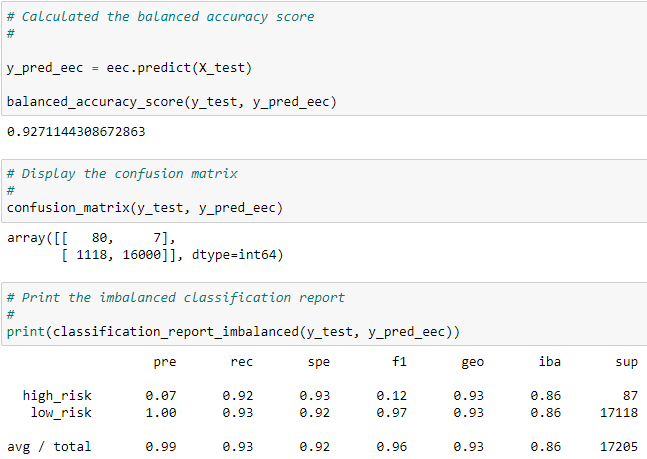 # Calculated the balanced accuracy score
#
y_pred_eec = eec.predict(X_test)
balanced_accuracy_score(y_test, y_pred_eec)
0.9271144308672863
# Display the confusion matrix
#
confusion_matrix(y_test, y_pred_eec)
array([[   80,     7],
       [ 1118, 16000]], dtype=int64)
# Print the imbalanced classification report
#
print(classification_report_imbalanced(y_test, y_pred_eec))
                   pre       rec       spe        f1       geo       iba       sup
  high_risk       0.07      0.92      0.93      0.12      0.93      0.86        87
   low_risk       1.00      0.93      0.92      0.97      0.93      0.86     17118
avg / total       0.99      0.93      0.92      0.96      0.93      0.86     17205